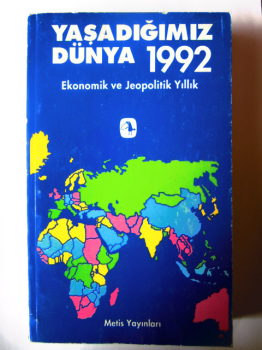 YAŞADIĞIMIZ
DÜNYA 1992
Ekonomik ve Jeopolitik Yıllık
Metis Yayınları